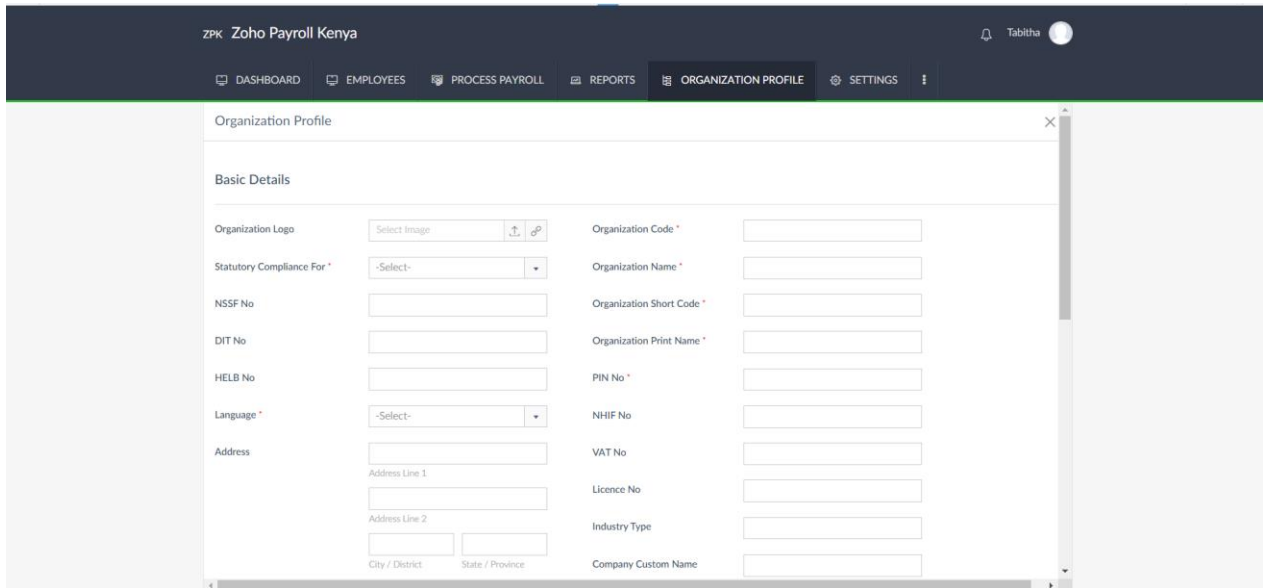 ZPK Zoho Payroll Kenya
Tabitha
DASHBOARD EMPLOYEES PROCESS PAYROLL REPORTS ORGANIZATION PROFILE SETTINGS
Organization Profile
Basic Details
Organization Logo Select Image Organization Code *
Statutory Compliance For * -Select- Organization Name *
NSSF No Organization Short Code *
DIT No Organization Print Name *
HELB No PIN No *
Language * -Select- NHIF No
Address VAT No
Address Line 1
Licence No
Address Line 2
Industry Type
City / District State / Province Company Custom Name